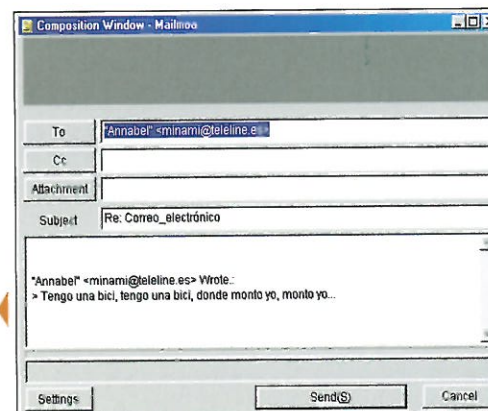 Composition Window - Mailmoa
To
"Annabel" <minami@teleline.es>
Cc
Attachment
Subject
Re: Correo_electrónico
"Annabel" <minami@teleline.es> Wrote.:
> Tengo una bici, tengo una bici, donde monto yo, monto yo...
Settings
Send(S)
Cancel